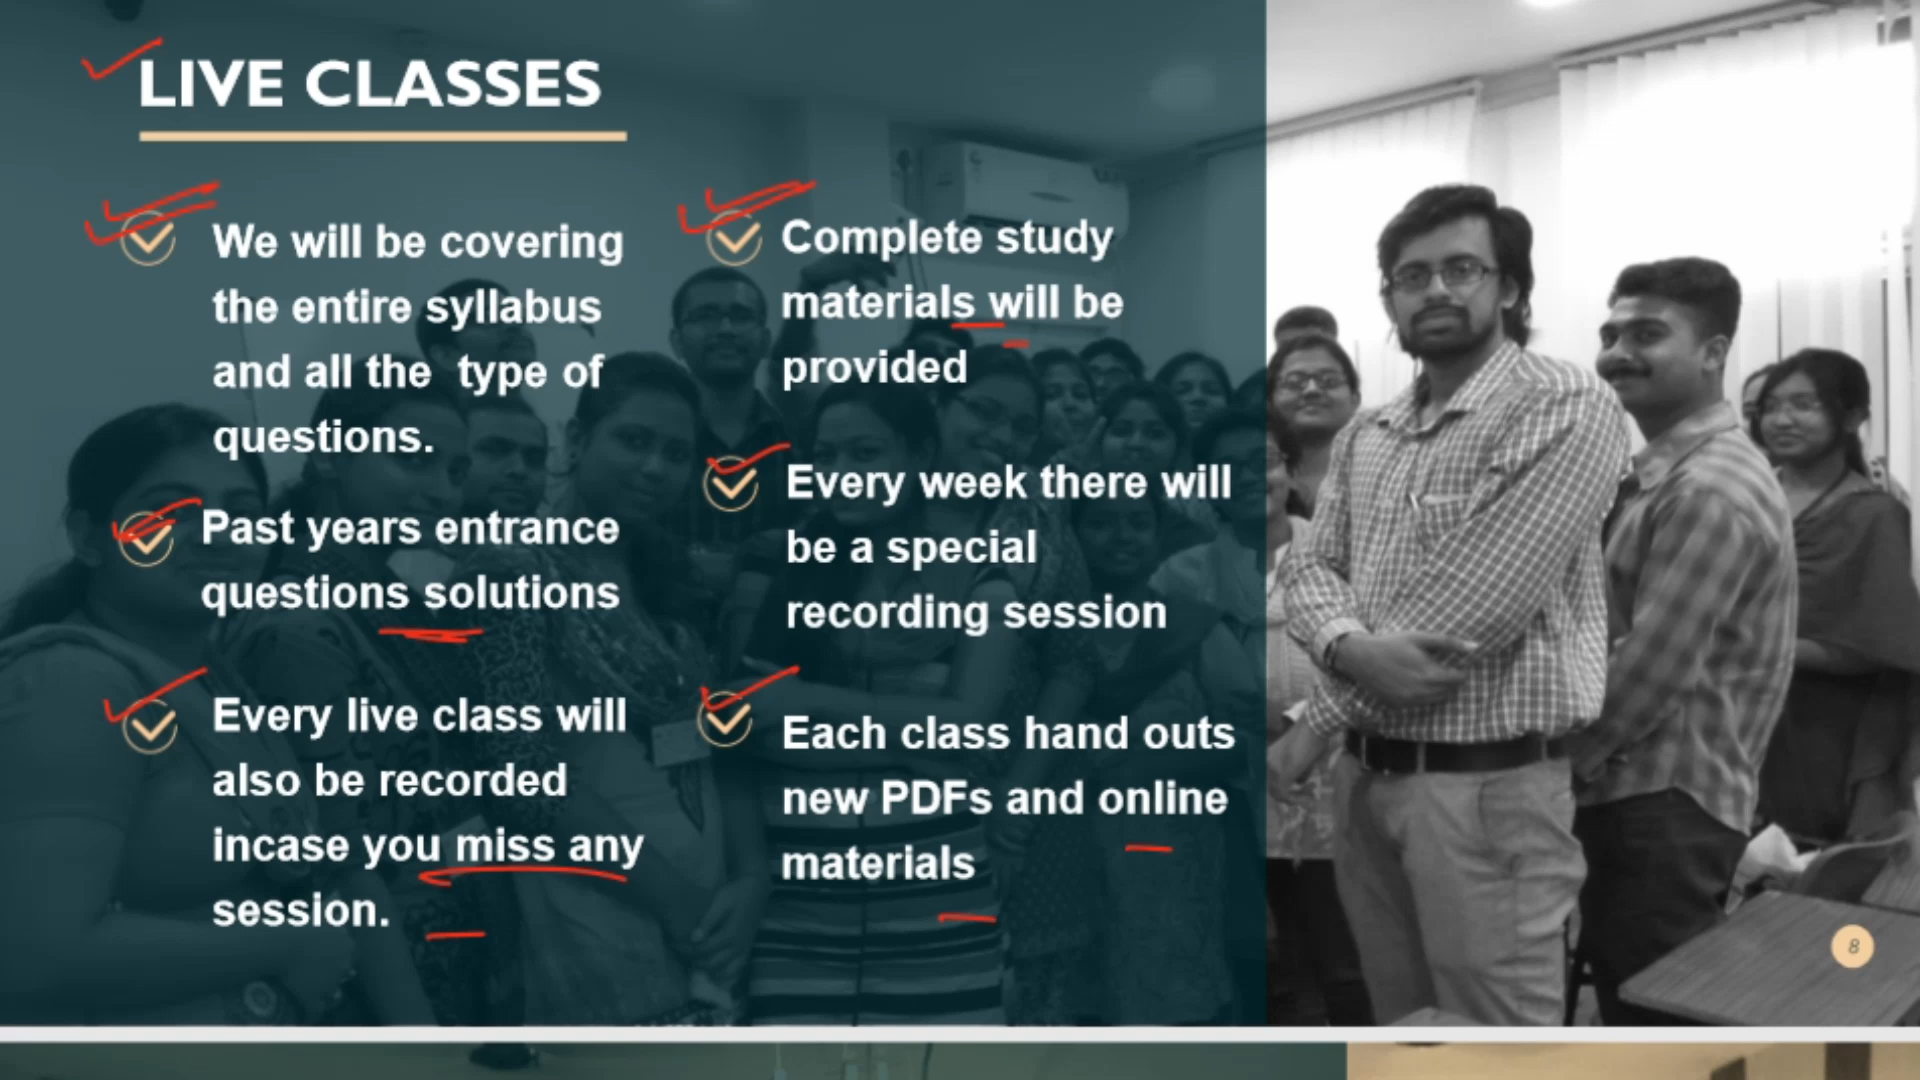 LIVE CLASSES
We will be covering
the entire syllabus
and all the type of
questions.
Past years entrance
questions solutions
Every live class will
also be recorded
incase you miss any
session.
Complete study
materials will be
provided
Every week there will
be a special
recording session
Each class hand outs
new PDFs and online
materials
8